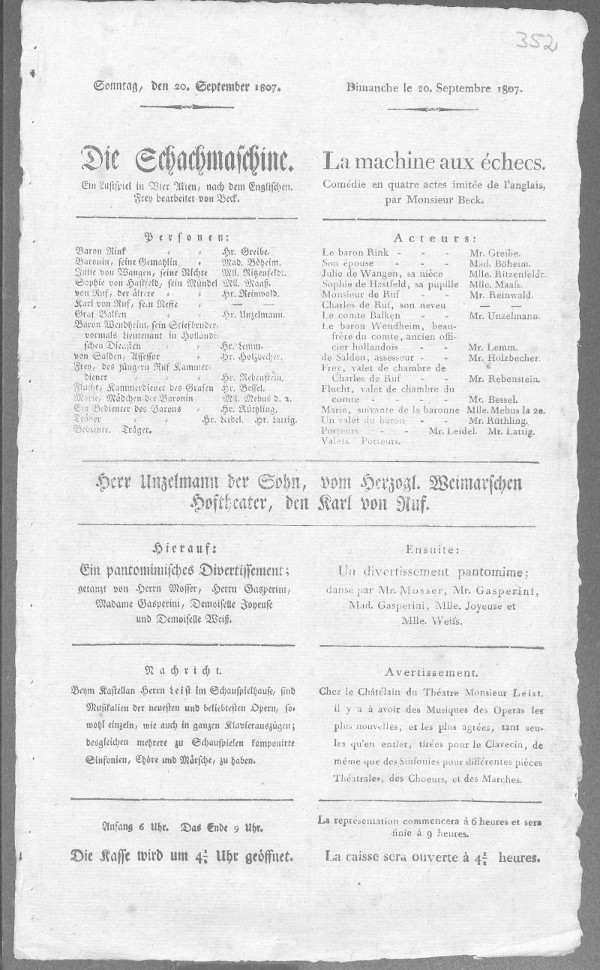 352
Sonntag, den 20. September 1807.
Die Schachmaschine.
Ein Lustspiel in Vier Akten, nach dem Englischen.
Frey bearbeitet von Beck.
Personen:
Baron Rink Hr. Greibe.
Baronin, seine Gemahlin, Mad. Böheim.
Julie von Wangen, seine Nichte Mll. Ritzenfeldt.
Sophie von Hastfeld, sein Mündel Mll. Maaß.
von Ruf, der ältere Hr. Reinwald.
Karl von Ruf, sein Neffe — —
Graf Balken Hr. Unzelmann.
Baron Wendheim, sein Stiefbruder,
vormals Lieutenant in Holländi-
schen Diensten Hr. Lemm.
von Salden, Assessor Hr. Holzbecher.
Frey, des jüngern Ruf Kammer-
diener Hr. Rebenstein.
Flucht, Kammerdiener des Grafen Hr. Bessel.
Marie, Mädchen der Baronin Mll. Mebus d. 2.
Ein Bedienter des Barons Hr. Rüthling.
Träger Hr. Leidel. Hr. Lattig.
Bediente. Träger.
Dimanche le 20. Septembre 1807.
La machine aux échecs.
Comédie en quatre actes imitée de l'anglais,
par Monsieur Beck.
Acteurs:
Le baron Rink - - - Mr. Greibe.
Son épouse - - - Mad. Böheim.
Julie de Wangen, sa nièce Mlle. Ritzenfeldt.
Sophie de Hastfeld, sa pupille Mlle. Maaſs.
Monsieur de Ruf - - Mr. Reinwald.
Charles de Ruf, son neveu — —
Le comte Balken - - Mr. Unzelmann.
Le baron Wendheim, beau-
frère du comte, ancien offi-
cier hollandois - - Mr. Lemm.
de Salden, assesseur - - Mr. Holzbecher.
Frey, valet de chambre de
Charles de Ruf - - Mr. Rebenstein.
Flucht, valet de chambre du
comte - - - - Mr. Bessel.
Marie, suivante de la baronne Mlle. Mebus la 2e.
Un valet du baron - - Mr. Rüthling.
Porteurs - - Mr. Leidel. Mr. Lattig.
Valets. Porteurs.
Herr Unzelmann der Sohn, vom Herzogl. Weimarschen
Hoftheater, den Karl von Ruf.
Hierauf:
Ein pantomimisches Divertissement;
getanzt von Herrn Mosser, Herrn Gasperini,
Madame Gasperini, Demoiselle Joyeuse
und Demoiselle Weiß.
Ensuite:
Un divertissement pantomime;
danse par Mr. Mosser, Mr. Gasperini,
Mad. Gasperini, Mlle. Joyeuse et
Mlle. Weiſs.
Nachricht.
Beym Kastellan Herrn Leist im Schauspielhause, sind
Musikalien der neuesten und beliebtesten Opern, so-
wohl einzeln, wie auch in ganzen Klavierauszügen;
desgleichen mehrere zu Schauspielen komponirte
Sinfonien, Chöre und Märsche, zu haben.
Avertissement.
Chez le Châtélain du Théatre Monsieur Leist,
il y a à avoir des Musiques des Operas les
plus nouvelles, et les plus agrées, tant seu-
les qu'en entier, tirées pour le Clavecin, de
même que des Sinfonies pour différentes pièces
Théatrales, des Choeurs, et des Marches.
Anfang 6 Uhr. Das Ende 9 Uhr.
Die Kasse wird um 4½ Uhr geöffnet.
La représentation commencera à 6 heures et sera
finie à 9 heures.
La caisse sera ouverte à 4½ heures.